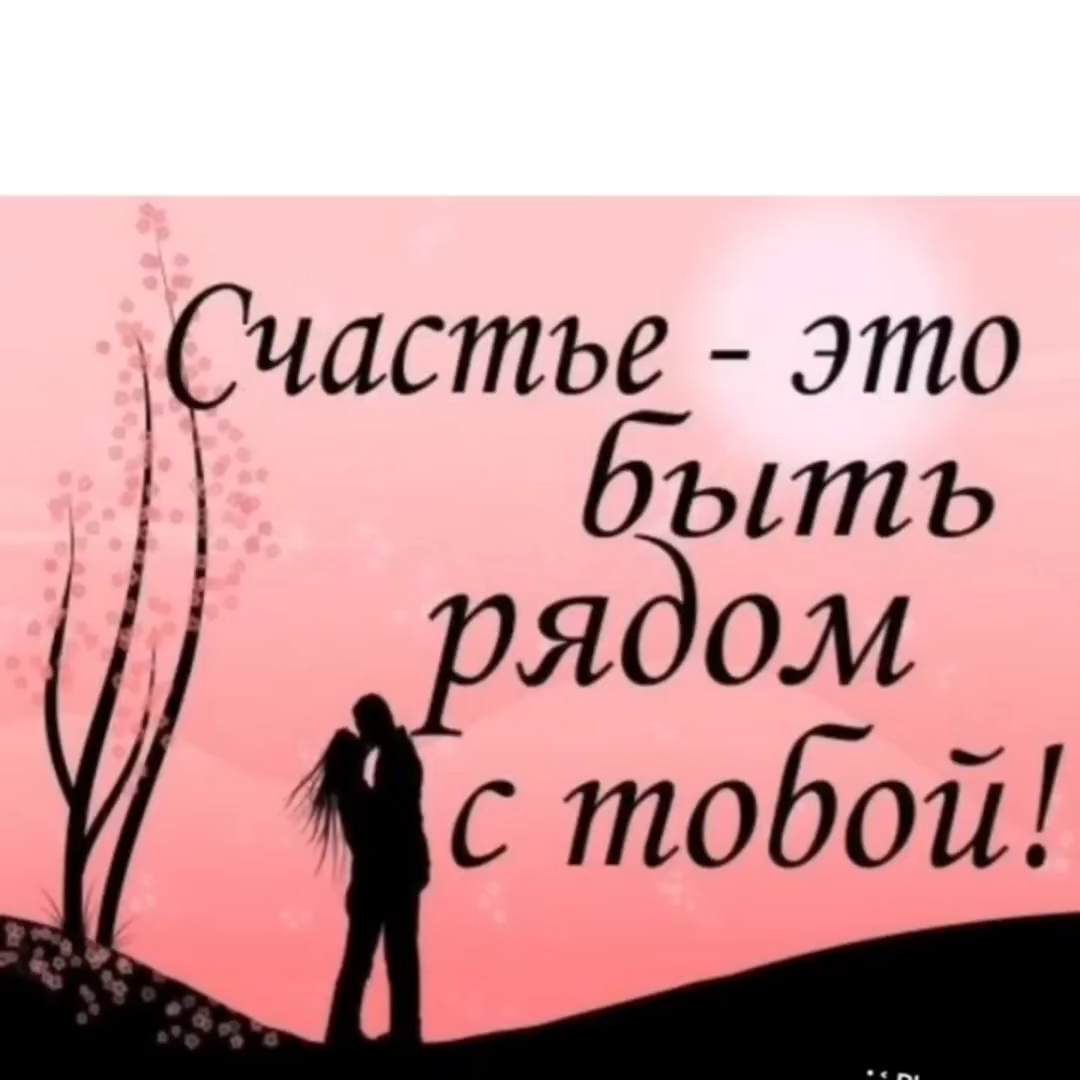 Счастье - это
быть
рядом
с тобой!